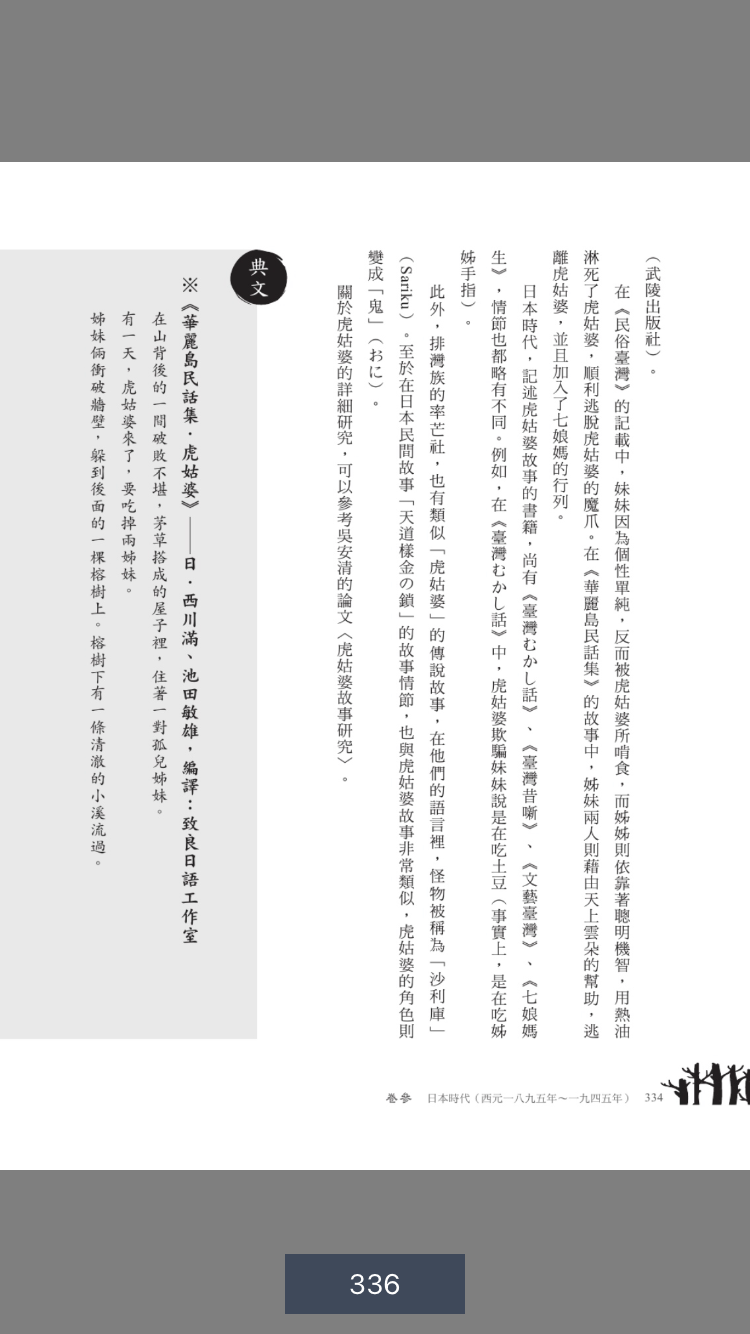 （武陵出版社）。
在《民俗臺灣》的記載中，妹妹因為個性單純，反而被虎姑婆所啃食，而姊姊則依靠著聰明機智，用熱油
淋死了虎姑婆，順利逃脫虎姑婆的魔爪。在《華麗島民話集》的故事中，姊妹兩人則藉由天上雲朵的幫助，逃
離虎姑婆，並且加入了七娘媽的行列。
日本時代，記述虎姑婆故事的書籍，尚有《臺灣むかし話》、《臺灣昔噺》、《文藝臺灣》、《七娘媽
生》，情節也都略有不同。例如，在《臺灣むかし話》中，虎姑婆欺騙妹妹說是在吃土豆（事實上，是在吃姊
姊手指）。
此外，排灣族的率芒社，也有類似「虎姑婆」的傳說故事，在他們的語言裡，怪物被稱為「沙利庫」
（Sariku）。至於在日本民間故事「天道樣金の鎖」的故事情節，也與虎姑婆故事非常類似，虎姑婆的角色則
變成「鬼」（おに）。
關於虎姑婆的詳細研究，可以參考吳安清的論文〈虎姑婆故事研究〉。
典文
※《華麗島民話集．虎姑婆》——日．西川滿、池田敏雄，編譯：致良日語工作室
在山背後的一間破敗不堪，茅草搭成的屋子裡，住著一對孤兒姊妹。
有一天，虎姑婆來了，要吃掉兩姊妹。
姊妹倆衝破牆壁，躲到後面的一棵榕樹上。榕樹下有一條清澈的小溪流過。
卷參 日本時代（西元一八九五年～一九四五年） 334
336